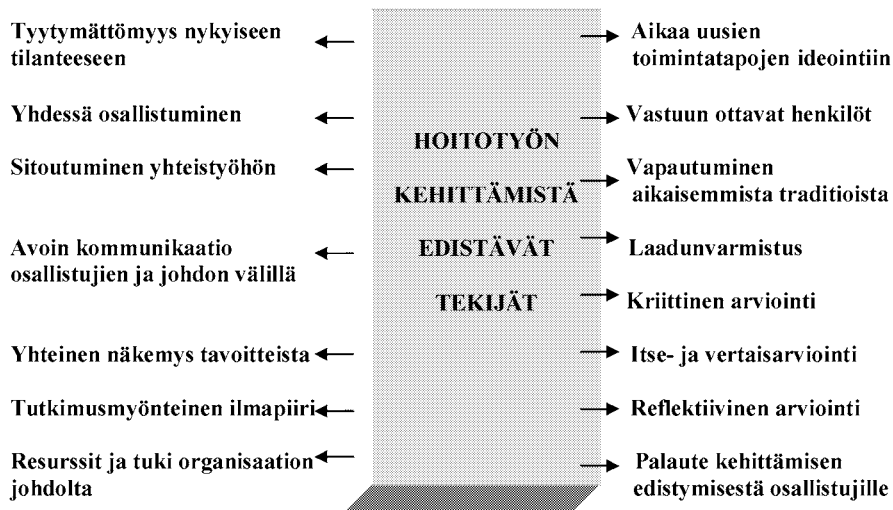 Tyytymättömyys nykyiseen
tilanteeseen
Yhdessä osallistuminen
Sitoutuminen yhteistyöhön
Avoin kommunikaatio
osallistujien ja johdon välillä
Yhteinen näkemys tavoitteista
Tutkimusmyönteinen ilmapiiri
Resurssit ja tuki organisaation
johdolta
HOITOTYÖN
KEHITTÄMISTÄ
EDISTÄVÄT
TEKIJÄT
Aikaa uusien
toimintatapojen ideointiin
Vastuun ottavat henkilöt
Vapautuminen
aikaisemmista traditioista
Laadunvarmistus
Kriittinen arviointi
Itse- ja vertaisarviointi
Reflektiivinen arviointi
Palaute kehittämisen
edistymisestä osallistujille